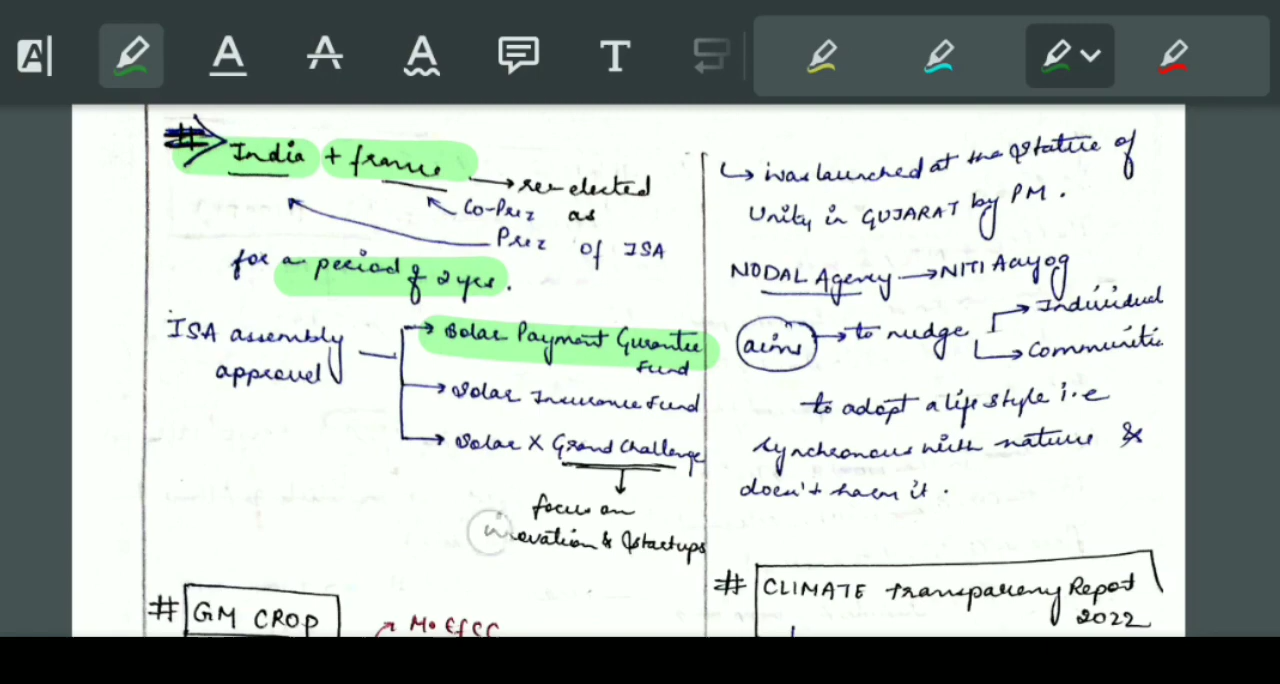 # India + france → re-elected
Co-Prez as
Prez of ISA
for a period of 2 yrs.
ISA assembly
approved
→ Solar Payment Gurantee
Fund
→ Solar Insurance Fund
→ Solar X Grand Challenge
focus on
innovation & Startups
# GM CROP
MoEfCC
↳ was launched at the Statue of
Unity in GUJARAT by PM.
NODAL Agency → NITI Aayog
aims → to nudge → Individual
→ Communitie
to adopt a life style i.e
synchronous with nature &
doesn't harm it.
# CLIMATE transparency Report
2022
A
A
A
A
T